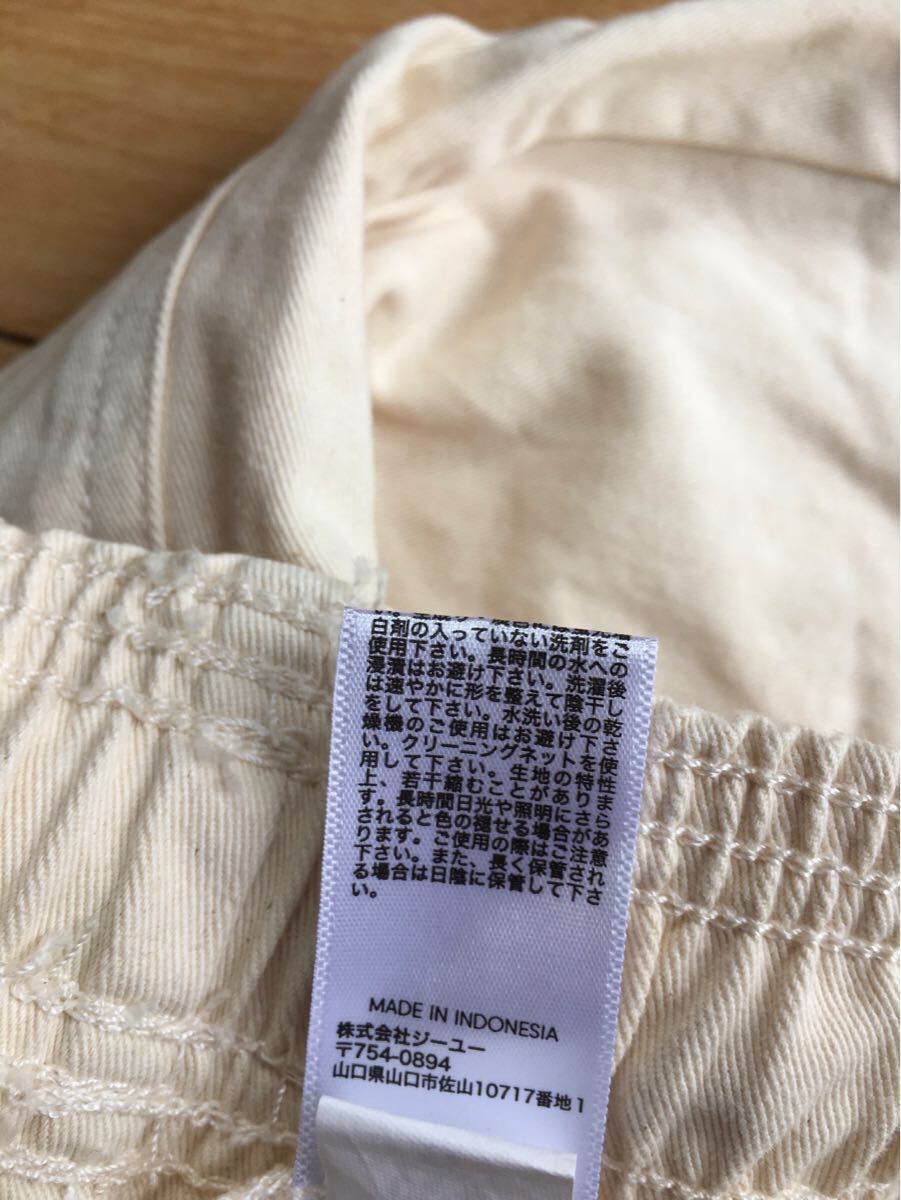 白剤の入っていない洗剤をご
使用下さい。長時間の水への
浸漬はお避け下さい。洗濯後
は速やかに形を整えて陰干し
をして下さい。水洗い後の乾
燥機のご使用はお避け下さ
い。クリーニングネットを使
用して下さい。生地の特性
上、若干縮むことがありま
す。長時間日光や照明にさら
されると色の褪せる場合があ
ります。ご使用の際はご注意
下さい。また、長く保管され
る場合は日陰に保管して下さ
い。
MADE IN INDONESIA
株式会社ジーユー
〒754-0894
山口県山口市佐山10717番地1